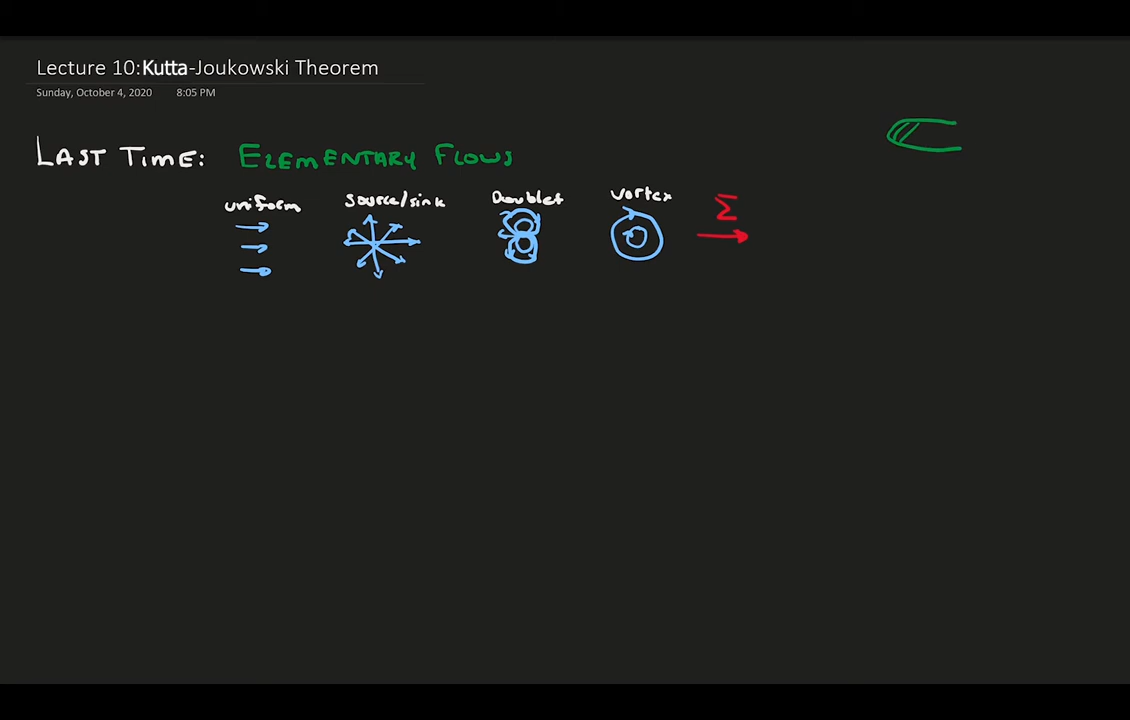 Lecture 10:Kutta-Joukowski Theorem
Sunday, October 4, 2020 8:05 PM
LAST TIME: ELEMENTARY FLOWS
uniform source/sink Doublet vortex Σ